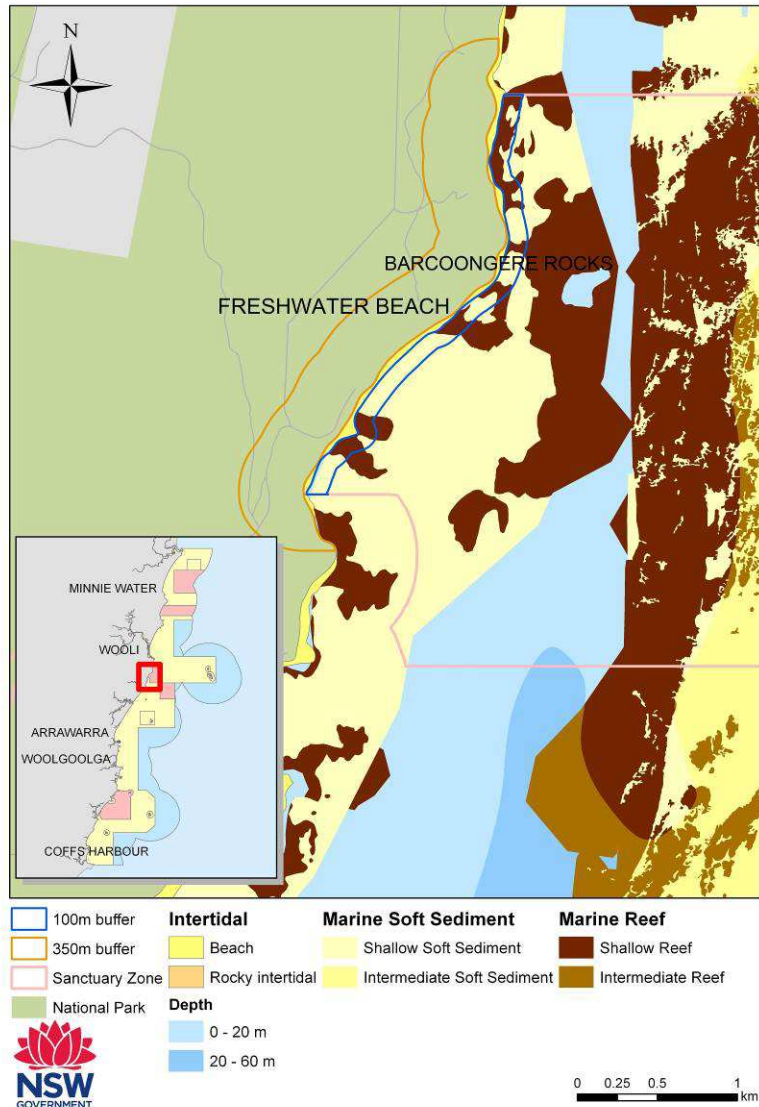 N
BARCOONGERE ROCKS
FRESHWATER BEACH
MINNIE WATER
WOOLI
ARRAWARRA
WOOLGOOLGA
COFFS HARBOUR
100m buffer
350m buffer
Sanctuary Zone
National Park
Intertidal
Beach
Rocky intertidal
Depth
0 - 20 m
20 - 60 m
Marine Soft Sediment
Shallow Soft Sediment
Intermediate Soft Sediment
Marine Reef
Shallow Reef
Intermediate Reef
NSW
GOVERNMENT
0 0.25 0.5 1
km